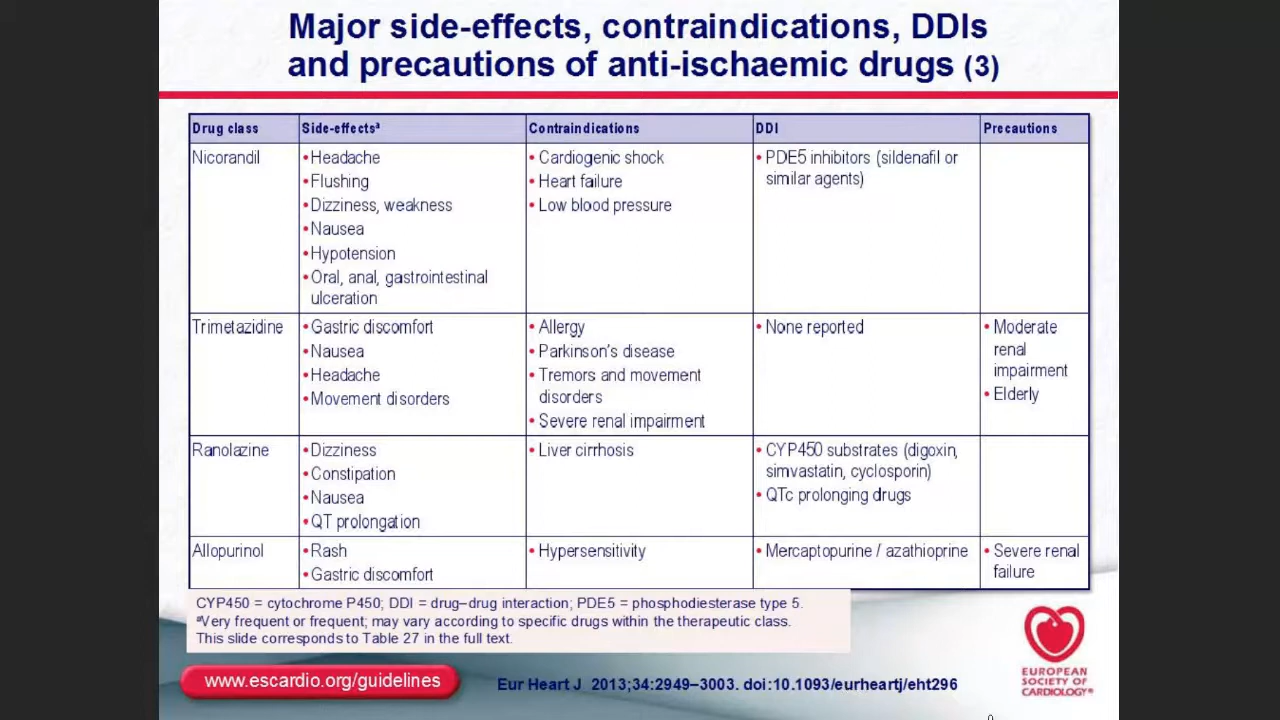 Major side-effects, contraindications, DDIs
and precautions of anti-ischaemic drugs (3)
Drug class Side-effectsª Contraindications DDI Precautions
Nicorandil
•Headache
•Flushing
•Dizziness, weakness
•Nausea
•Hypotension
•Oral, anal, gastrointestinal
ulceration
• Cardiogenic shock
• Heart failure
• Low blood pressure
• PDE5 inhibitors (sildenafil or
similar agents)
Trimetazidine
•Gastric discomfort
•Nausea
•Headache
•Movement disorders
• Allergy
• Parkinson's disease
• Tremors and movement
disorders
• Severe renal impairment
• None reported
• Moderate
renal
impairment
• Elderly
Ranolazine
•Dizziness
•Constipation
•Nausea
•QT prolongation
• Liver cirrhosis
• CYP450 substrates (digoxin,
simvastatin, cyclosporin)
• QTc prolonging drugs
Allopurinol
•Rash
•Gastric discomfort
• Hypersensitivity
• Mercaptopurine / azathioprine
• Severe renal
failure
CYP450 = cytochrome P450; DDI = drug–drug interaction; PDE5 = phosphodiesterase type 5.
ªVery frequent or frequent; may vary according to specific drugs within the therapeutic class.
This slide corresponds to Table 27 in the full text.
www.escardio.org/guidelines
Eur Heart J 2013;34:2949–3003. doi:10.1093/eurheartj/eht296
EUROPEAN
SOCIETY OF
CARDIOLOGY®